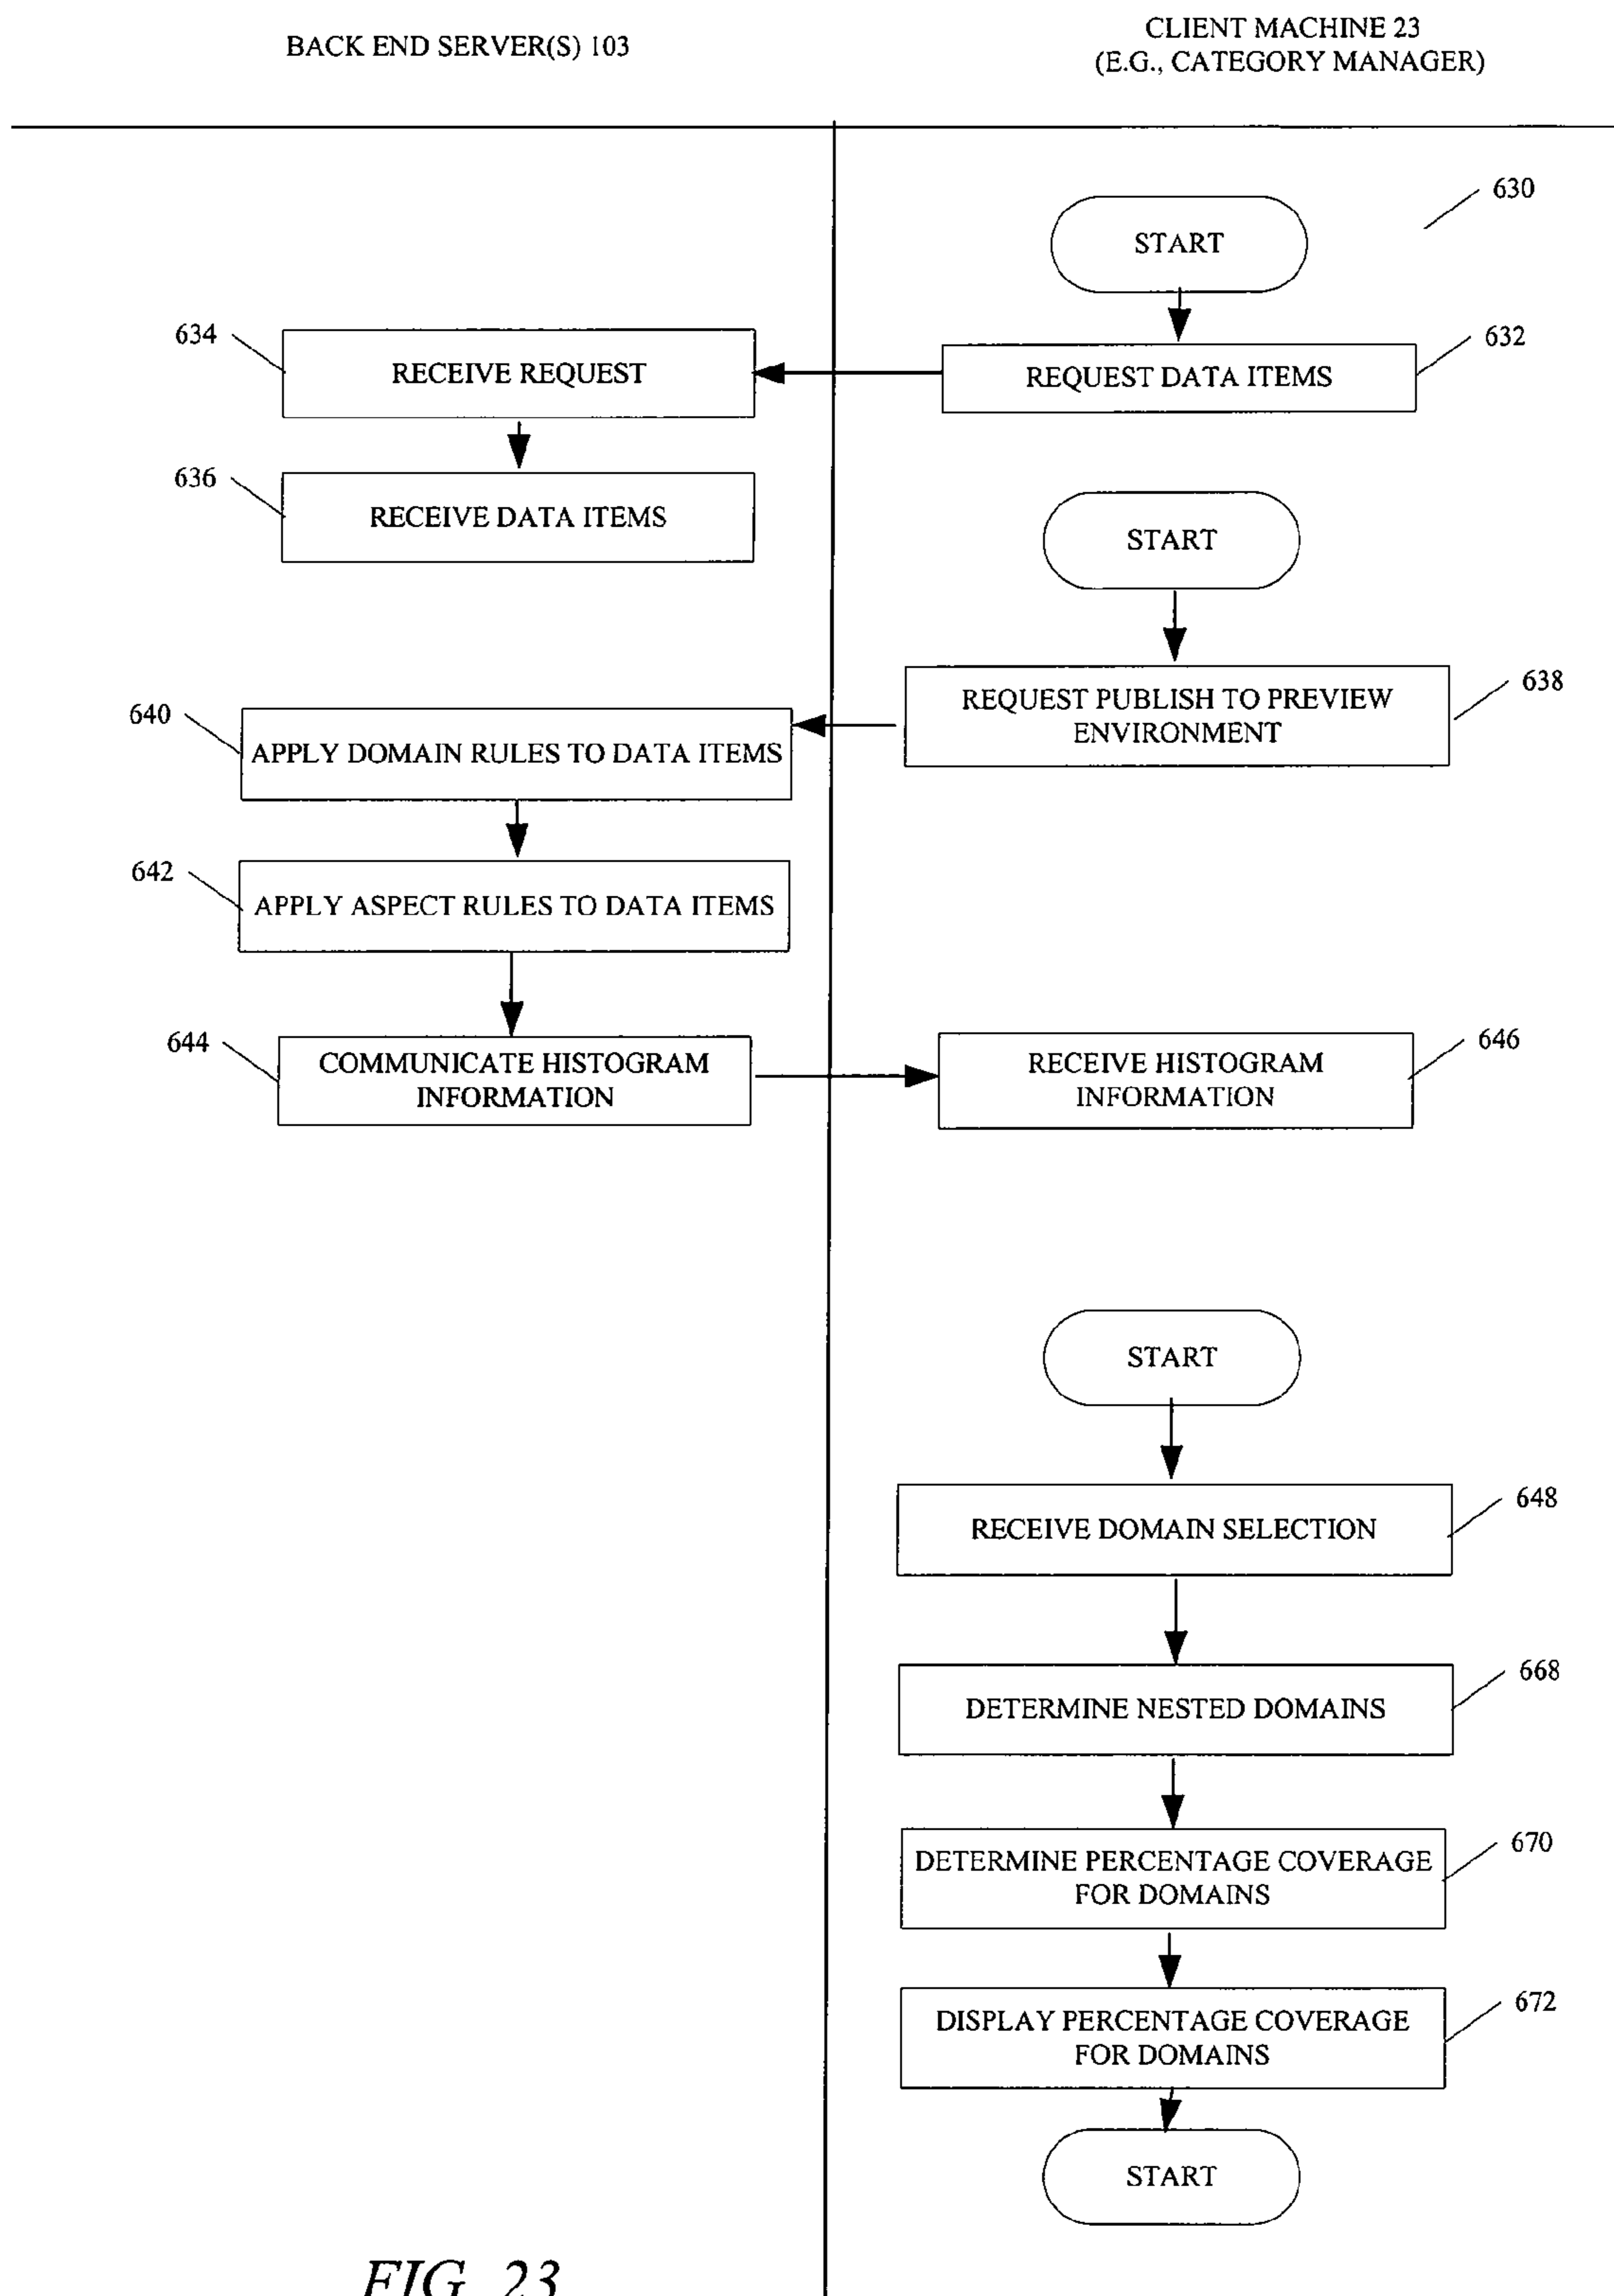 BACK END SERVER(S) 103
CLIENT MACHINE 23
(E.G., CATEGORY MANAGER)
630
START
634
RECEIVE REQUEST
REQUEST DATA ITEMS
632
636
RECEIVE DATA ITEMS
START
REQUEST PUBLISH TO PREVIEW
ENVIRONMENT
638
640
APPLY DOMAIN RULES TO DATA ITEMS
642
APPLY ASPECT RULES TO DATA ITEMS
644
COMMUNICATE HISTOGRAM
INFORMATION
RECEIVE HISTOGRAM
INFORMATION
646
START
RECEIVE DOMAIN SELECTION
648
DETERMINE NESTED DOMAINS
668
DETERMINE PERCENTAGE COVERAGE
FOR DOMAINS
670
DISPLAY PERCENTAGE COVERAGE
FOR DOMAINS
672
START
FIG. 23